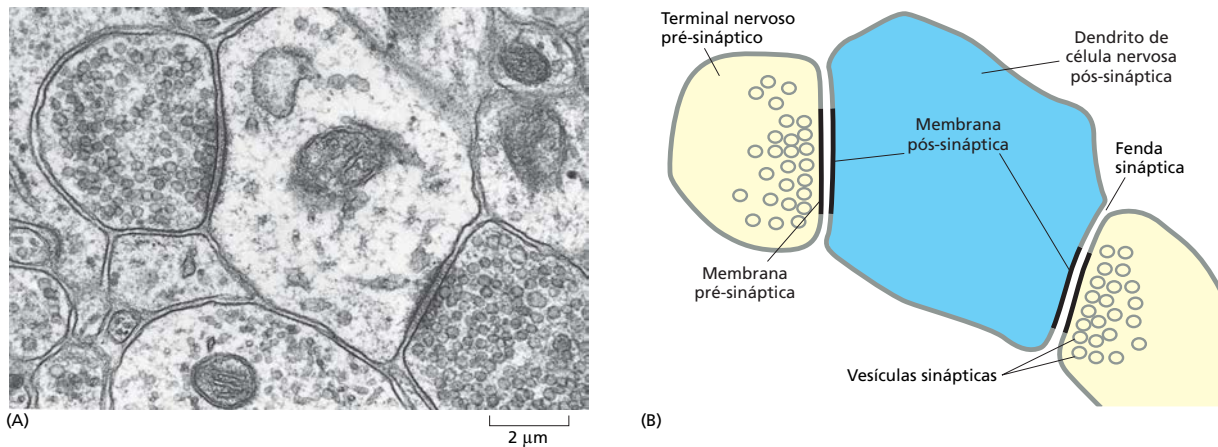 (A)
2 μm
Terminal nervoso
pré-sináptico
Dendrito de
célula nervosa
pós-sináptica
Membrana
pós-sináptica
Fenda
sináptica
Membrana
pré-sináptica
Vesículas sinápticas
(B)